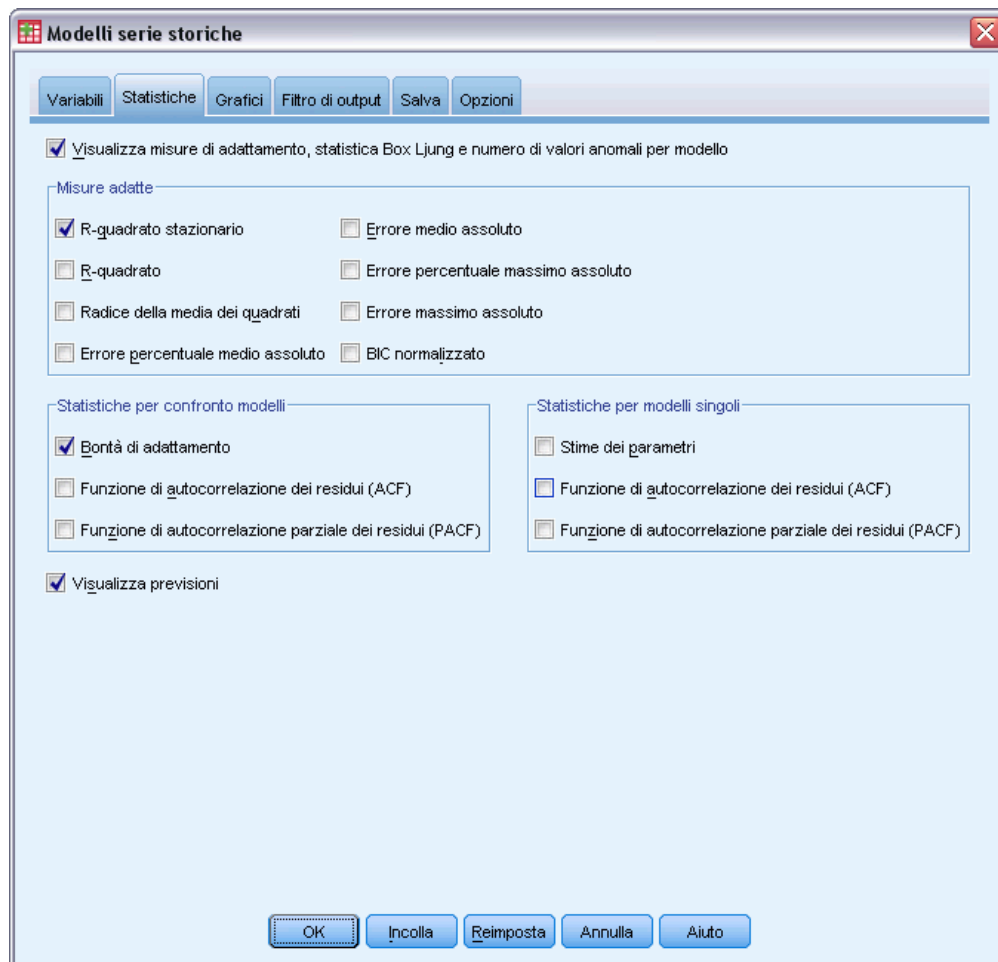 Modelli serie storiche
Variabili Statistiche Grafici Filtro di output Salva Opzioni
Visualizza misure di adattamento, statistica Box Ljung e numero di valori anomali per modello
Misure adatte
R-quadrato stazionario
Errore medio assoluto
R-quadrato
Errore percentuale massimo assoluto
Radice della media dei quadrati
Errore massimo assoluto
Errore percentuale medio assoluto
BIC normalizzato
Statistiche per confronto modelli
Bontà di adattamento
Funzione di autocorrelazione dei residui (ACF)
Funzione di autocorrelazione parziale dei residui (PACF)
Statistiche per modelli singoli
Stime dei parametri
Funzione di autocorrelazione dei residui (ACF)
Funzione di autocorrelazione parziale dei residui (PACF)
Visualizza previsioni
OK Incolla Reimposta Annulla Aiuto